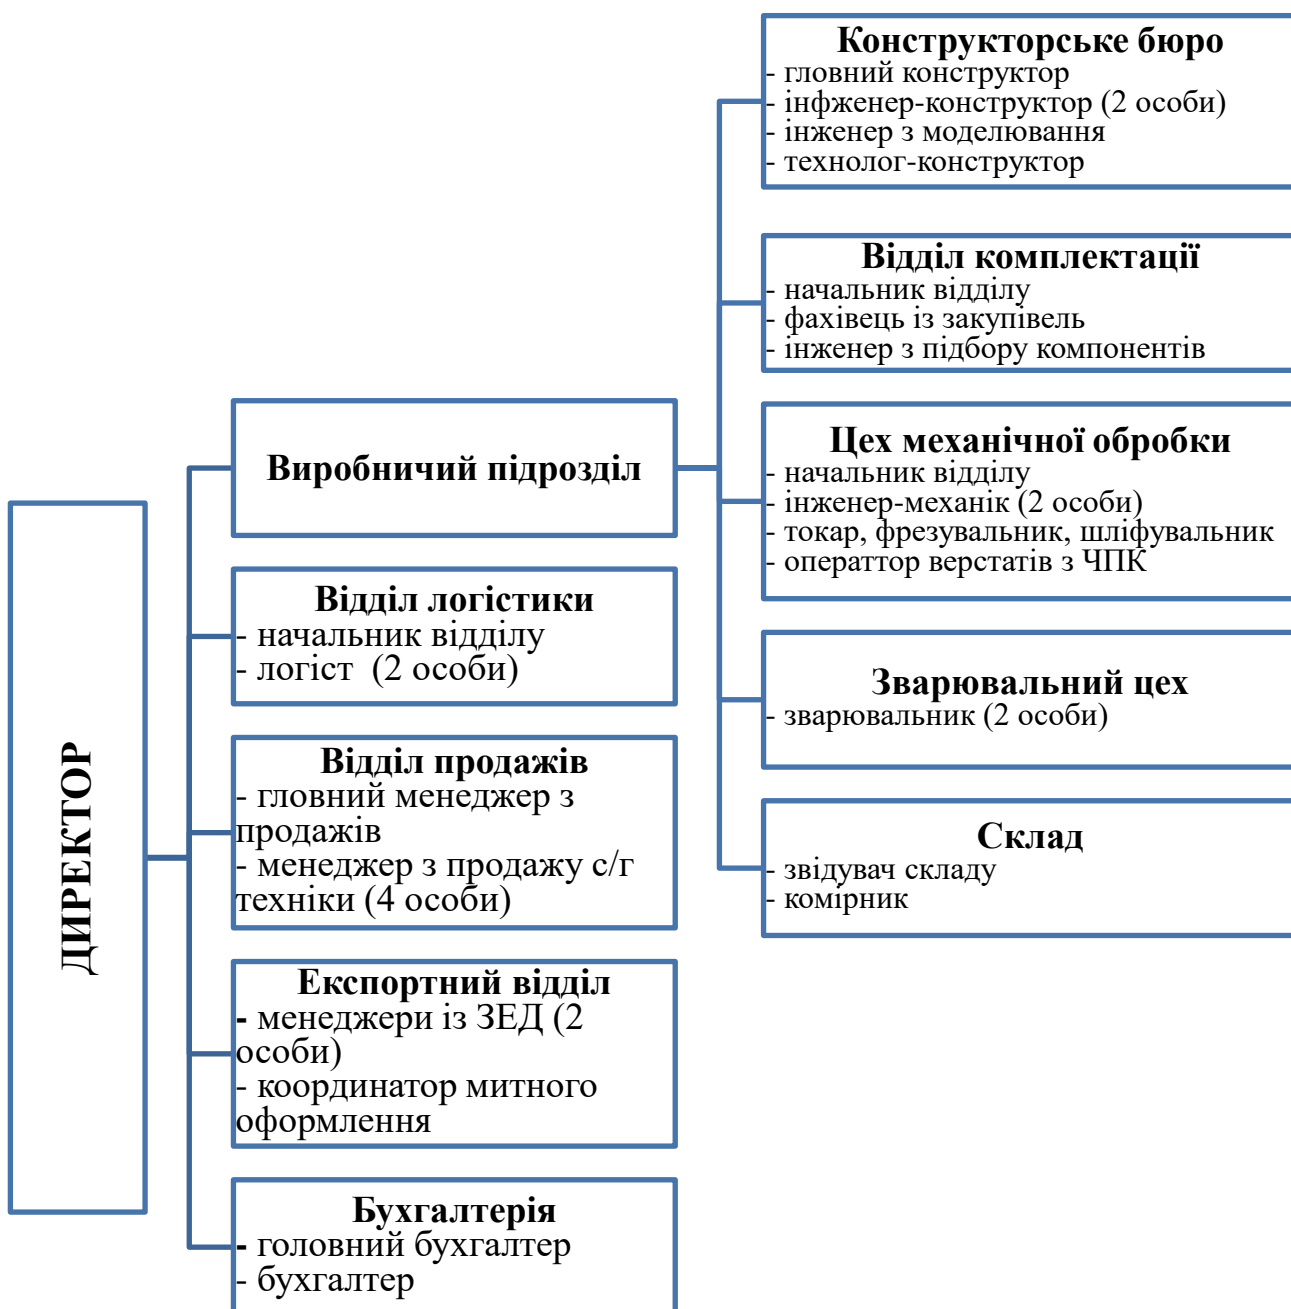 ДИРЕКТОР
Виробничий підрозділ
Відділ логістики
- начальник відділу
- логіст (2 особи)
Відділ продажів
- гловний менеджер з
продажів
- менеджер з продажу с/г
техніки (4 особи)
Експортний відділ
- менеджери із ЗЕД (2
особи)
- координатор митного
оформлення
Бухгалтерія
- головний бухгалтер
- бухгалтер
Конструкторське бюро
- гловний конструктор
- інфженер-конструктор (2 особи)
- інженер з моделювання
- технолог-конструктор
Відділ комплектації
- начальник відділу
- фахівець із закупівель
- інженер з підбору компонентів
Цех механічної обробки
- начальник відділу
- інженер-механік (2 особи)
- токар, фрезувальник, шліфувальник
- операттор верстатів з ЧПК
Зварювальний цех
- зварювальник (2 особи)
Склад
- звідувач складу
- комірник